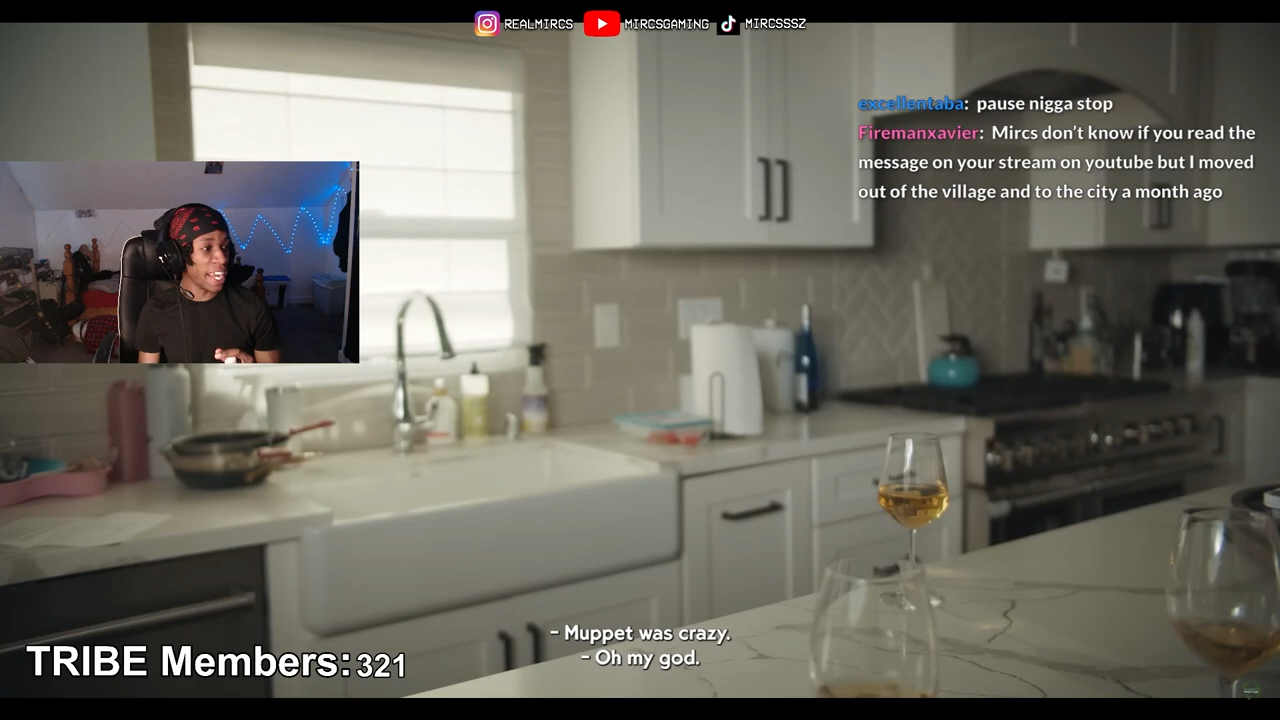 REALMIRCS MIRCSGAMING MIRCSSSZ
excellentaba: pause nigga stop
Firemanxavier: Mircs don't know if you read the
message on your stream on youtube but I moved
out of the village and to the city a month ago
- Muppet was crazy.
- Oh my god.
TRIBE Members: 321